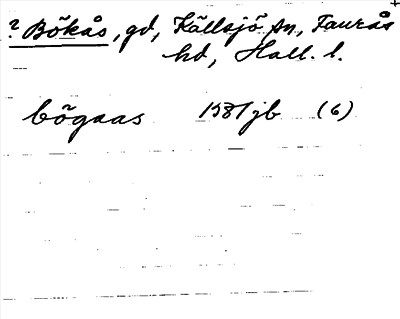 ? Bökås, gd, Källsjö sn, Faurås
hd, Hall. l.
bögaas 1581 jb (6)